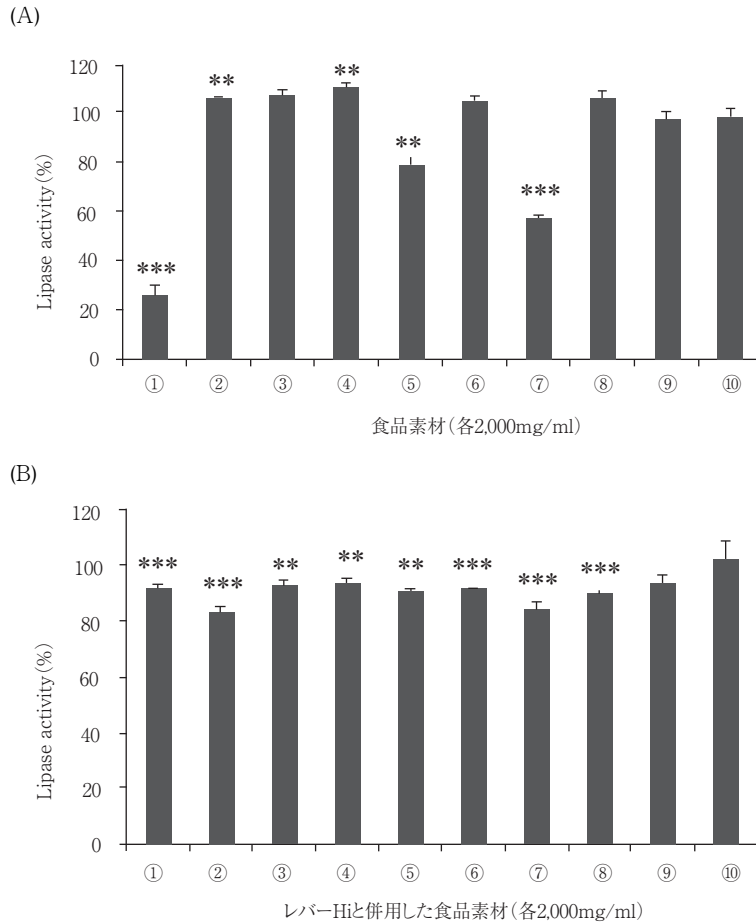 (A)
120
100
80
60
40
20
0
Lipase activity(%)
***
**
**
**
***
① ② ③ ④ ⑤ ⑥ ⑦ ⑧ ⑨ ⑩
食品素材(各2,000mg/ml)
(B)
120
100
80
60
40
20
0
Lipase activity(%)
*** *** ** ** ** *** *** ***
① ② ③ ④ ⑤ ⑥ ⑦ ⑧ ⑨ ⑩
レバーHiと併用した食品素材(各2,000mg/ml)